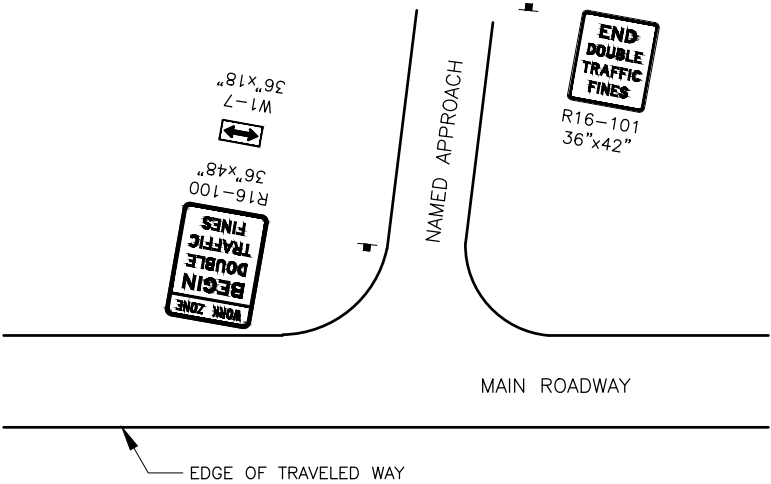 END
DOUBLE
TRAFFIC
FINES
R16-101
36"x42"
W1-7
36"x18"
R16-100
36"x48"
WORK ZONE
BEGIN
DOUBLE
TRAFFIC
FINES
NAMED APPROACH
MAIN ROADWAY
EDGE OF TRAVELED WAY